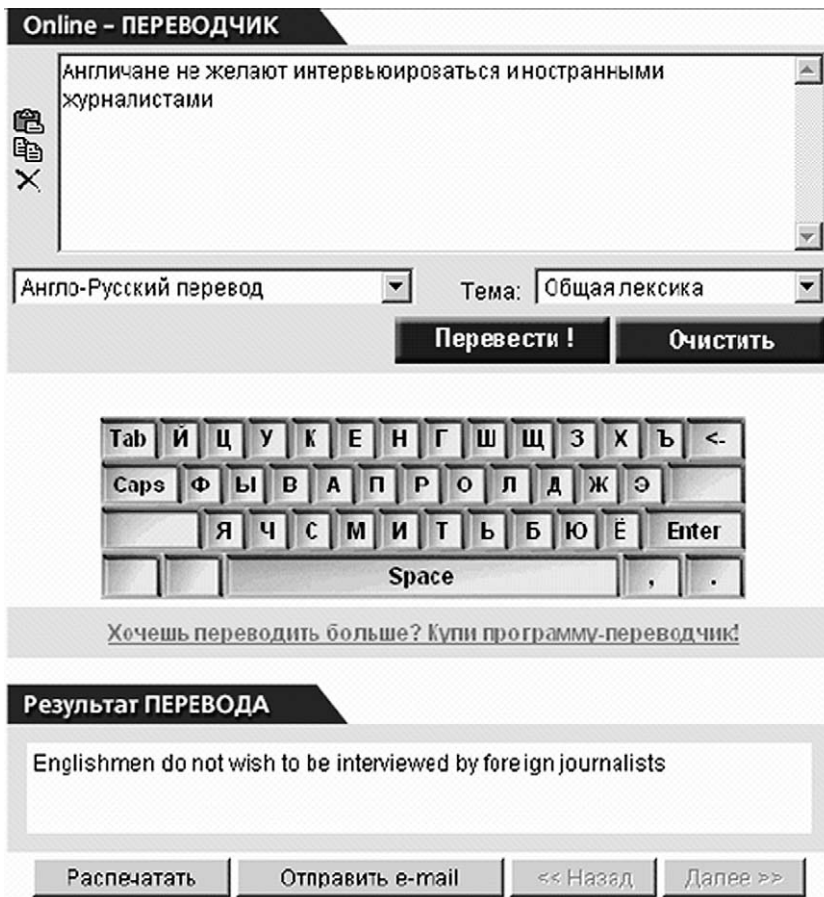 Online – ПЕРЕВОДЧИК
Англичане не желают интервьюироваться иностранными
журналистами
Англо-Русский перевод Тема: Общая лексика
Перевести ! Очистить
Tab Й Ц У К Е Н Г Ш Щ З Х Ъ <-
Caps Ф Ы В А П Р О Л Д Ж Э
Я Ч С М И Т Ь Б Ю Ё Enter
Space , .
Хочешь переводить больше? Купи программу-переводчик!
Результат ПЕРЕВОДА
Englishmen do not wish to be interviewed by foreign journalists
Распечатать Отправить e-mail << Назад Далее >>